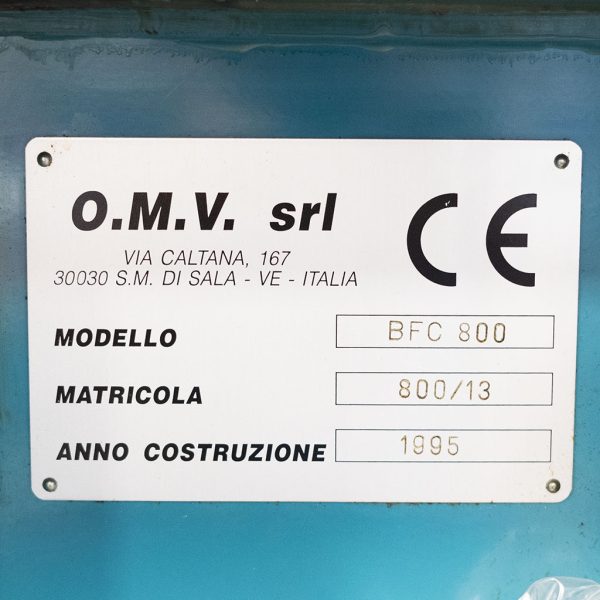 O.M.V. srl
VIA CALTANA, 167
30030 S.M. DI SALA - VE - ITALIA
CE
MODELLO BFC 800
MATRICOLA 800/13
ANNO COSTRUZIONE 1995